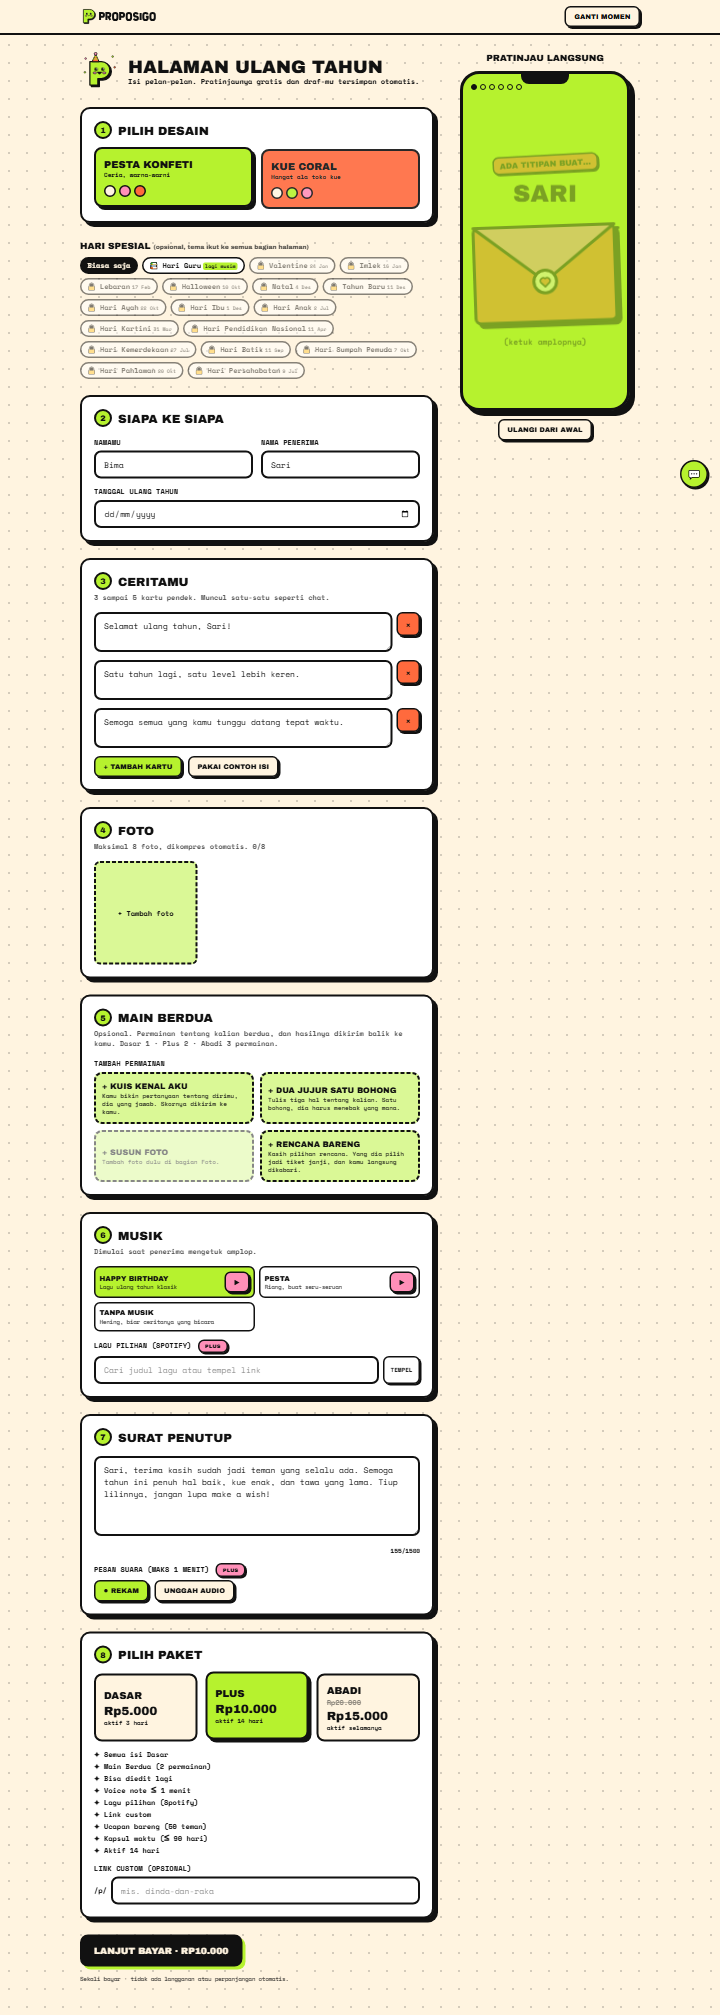 PROPOSIGO
GANTI MOMEN
HALAMAN ULANG TAHUN
Isi pelan-pelan. Pratinjaunya gratis dan draf-mu tersimpan otomatis.
PRATINJAU LANGSUNG
ADA TITIPAN BUAT...
SARI
(ketuk amplopnya)
ULANGI DARI AWAL
1 PILIH DESAIN
PESTA KONFETI
Ceria, warna-warni
KUE CORAL
Hangat ala toko kue
HARI SPESIAL (opsional, tema ikut ke semua bagian halaman)
Biasa saja
Hari Guru lagi musim
Valentine
Imlek
Lebaran 17 Feb
Halloween
Natal
Tahun Baru
Hari Ayah
Hari Ibu
Hari Anak
Hari Kartini
Hari Pendidikan Nasional
Hari Kemerdekaan
Hari Batik
Hari Sumpah Pemuda
Hari Pahlawan
Hari Persahabatan
2 SIAPA KE SIAPA
NAMAMU
NAMA PENERIMA
Bima
Sari
TANGGAL ULANG TAHUN
dd/mm/yyyy
3 CERITAMU
3 sampai 5 kartu pendek. Muncul satu-satu seperti chat.
Selamat ulang tahun, Sari!
Satu tahun lagi, satu level lebih keren.
Semoga semua yang kamu tunggu datang tepat waktu.
+ TAMBAH KARTU
PAKAI CONTOH ISI
4 FOTO
Maksimal 8 foto, dikompres otomatis. 0/8
+ Tambah foto
5 MAIN BERDUA
Opsional. Permainan tentang kalian berdua, dan hasilnya dikirim balik ke
kamu. Dasar 1 · Plus 2 · Abadi 3 permainan.
TAMBAH PERMAINAN
+ KUIS KENAL AKU
Kamu bikin pertanyaan tentang dirimu,
dia yang jawab. Skornya dikirim ke
kamu.
+ DUA JUJUR SATU BOHONG
Tulis tiga hal tentang kalian. Satu
bohong, dia harus menebak yang mana.
+ SUSUN FOTO
Tambah foto dulu di bagian Foto.
+ RENCANA BARENG
Kasih pilihan rencana. Yang dia pilih
jadi tiket janji, dan kamu langsung
dikabari.
6 MUSIK
Dimulai saat penerima mengetuk amplop.
HAPPY BIRTHDAY
Lagu ulang tahun klasik
PESTA
Riang, buat seru-seruan
TANPA MUSIK
Hening, biar ceritanya yang bicara
LAGU PILIHAN (SPOTIFY) PLUS
Cari judul lagu atau tempel link
TEMPEL
7 SURAT PENUTUP
Sari, terima kasih sudah jadi teman yang selalu ada. Semoga
tahun ini penuh hal baik, kue enak, dan tawa yang lama. Tiup
lilinnya, jangan lupa make a wish!
155/1500
PESAN SUARA (MAKS 1 MENIT) PLUS
● REKAM
UNGGAH AUDIO
8 PILIH PAKET
DASAR
Rp5.000
aktif 3 hari
PLUS
Rp10.000
aktif 14 hari
ABADI
Rp20.000
Rp15.000
aktif selamanya
✦ Semua isi Dasar
✦ Main Berdua (2 permainan)
✦ Bisa diedit lagi
✦ Voice note ≤ 1 menit
✦ Lagu pilihan (Spotify)
✦ Link custom
✦ Ucapan bareng (50 teman)
✦ Kapsul waktu (≤ 90 hari)
✦ Aktif 14 hari
LINK CUSTOM (OPSIONAL)
/p/ mis. dinda-dan-raka
LANJUT BAYAR · RP10.000
Sekali bayar · tidak ada langganan atau perpanjangan otomatis.